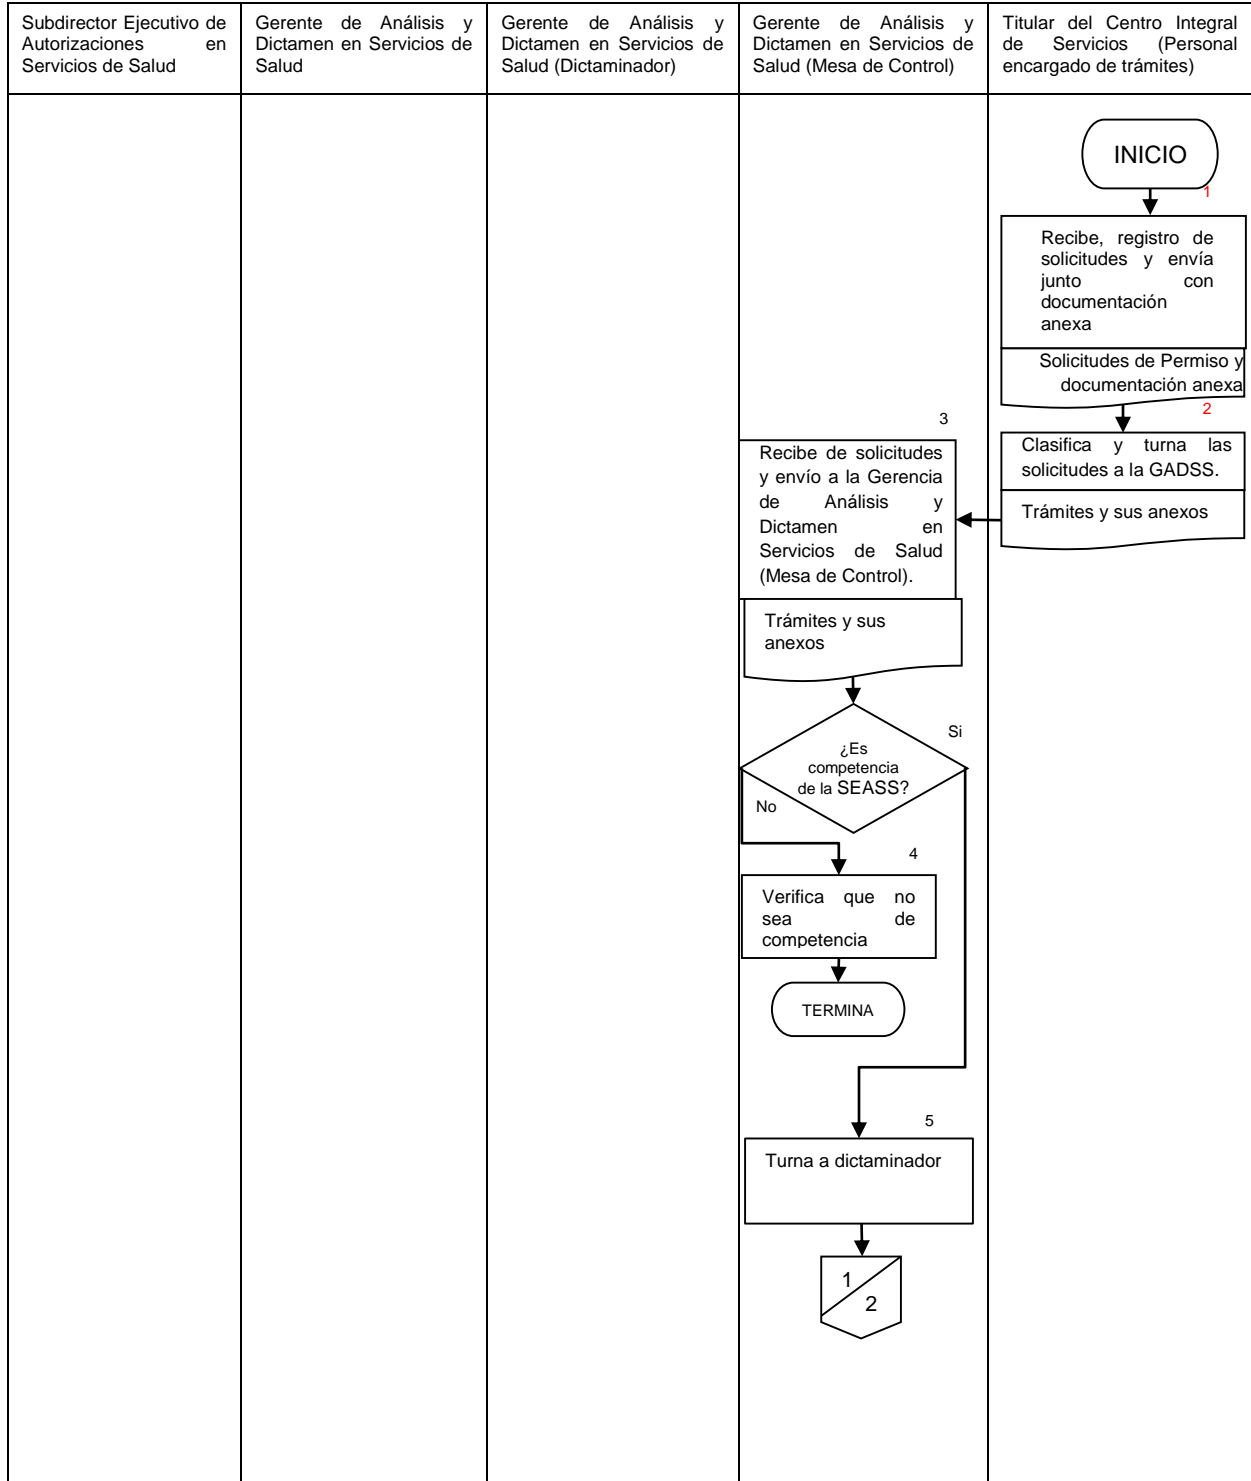 Subdirector Ejecutivo de
Autorizaciones en
Servicios de Salud
Gerente de Análisis y
Dictamen en Servicios de
Salud
Gerente de Análisis y
Dictamen en Servicios de
Salud (Dictaminador)
Gerente de Análisis y
Dictamen en Servicios de
Salud (Mesa de Control)
Titular del Centro Integral
de Servicios (Personal
encargado de trámites)
INICIO
1
Recibe, registro de
solicitudes y envía
junto con
documentación
anexa
Solicitudes de Permiso y
documentación anexa
2
Clasifica y turna las
solicitudes a la GADSS.
Trámites y sus anexos
3
Recibe de solicitudes
y envío a la Gerencia
de Análisis y
Dictamen en
Servicios de Salud
(Mesa de Control).
Trámites y sus
anexos
¿Es
competencia
de la SEASS?
Si
No
4
Verifica que no
sea de
competencia
TERMINA
5
Turna a dictaminador
1
2